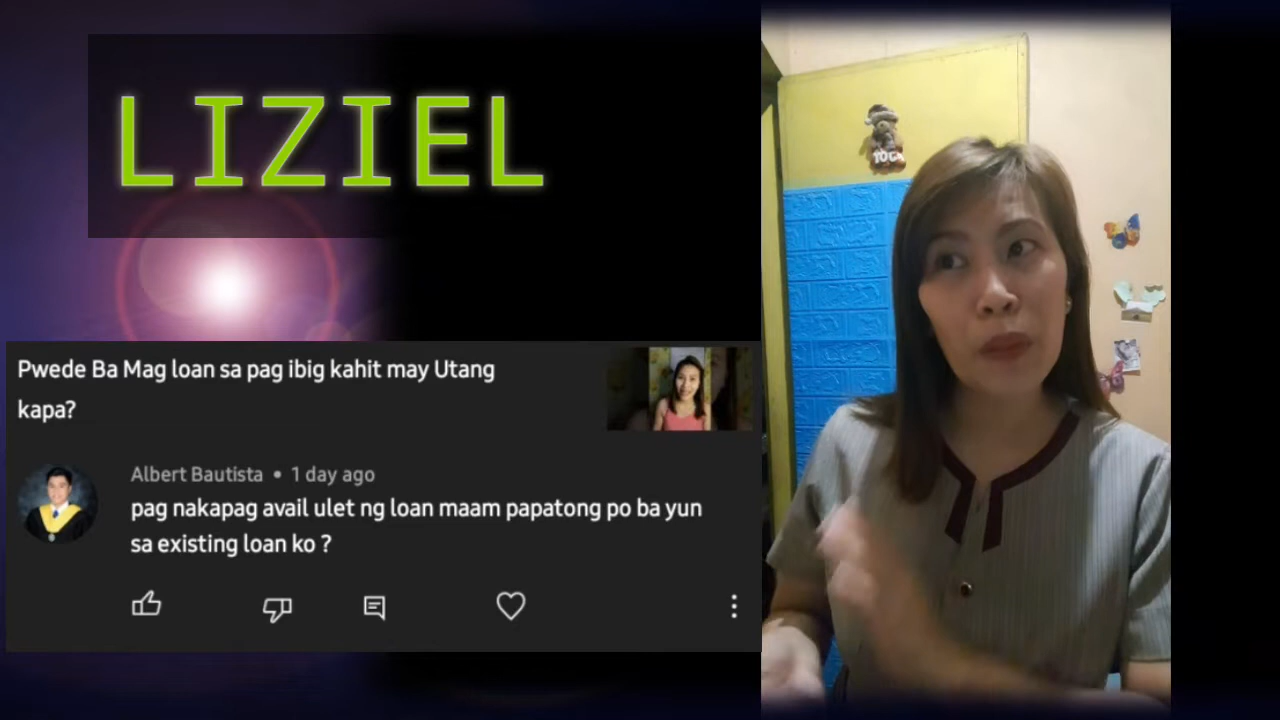 LIZIEL
Pwede Ba Mag loan sa pag ibig kahit may Utang
kapa?
Albert Bautista • 1 day ago
pag nakapag avail ulet ng loan maam papatong po ba yun
sa existing loan ko ?